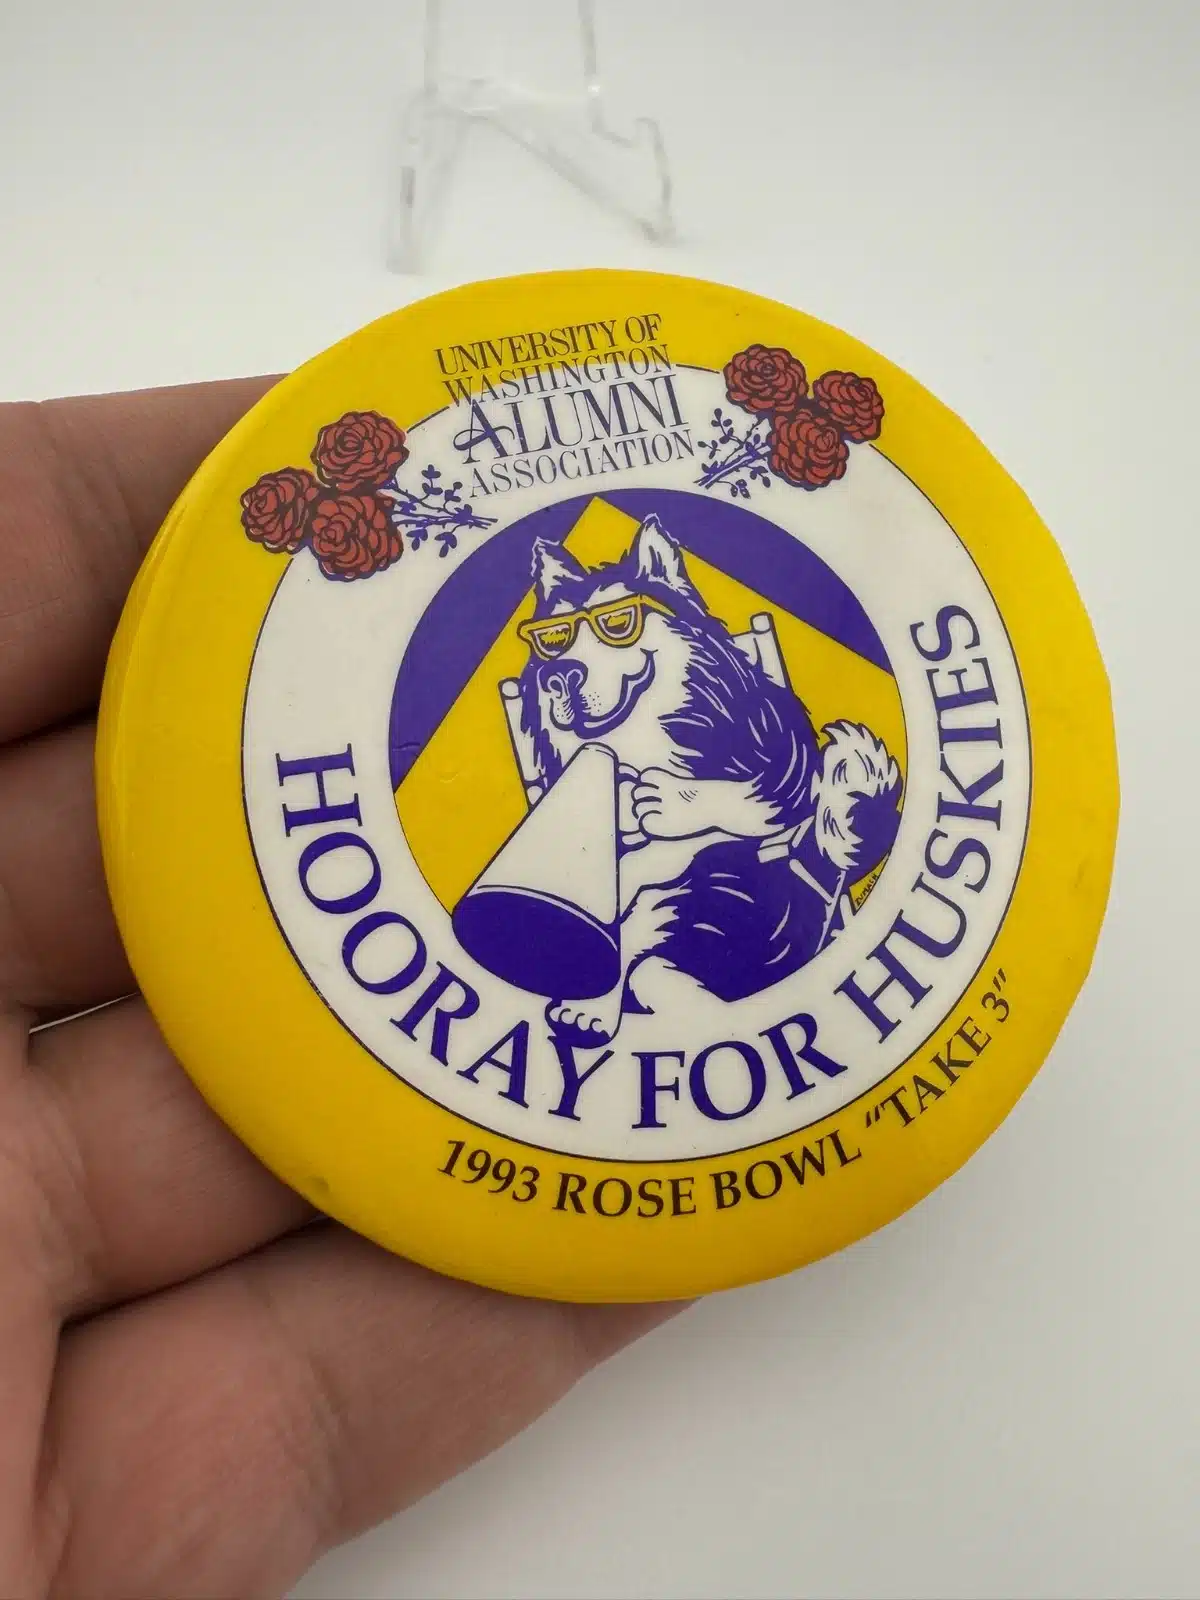 UNIVERSITY OF
WASHINGTON
ALUMNI
ASSOCIATION
HOORAY FOR HUSKIES
1993 ROSE BOWL "TAKE 3"